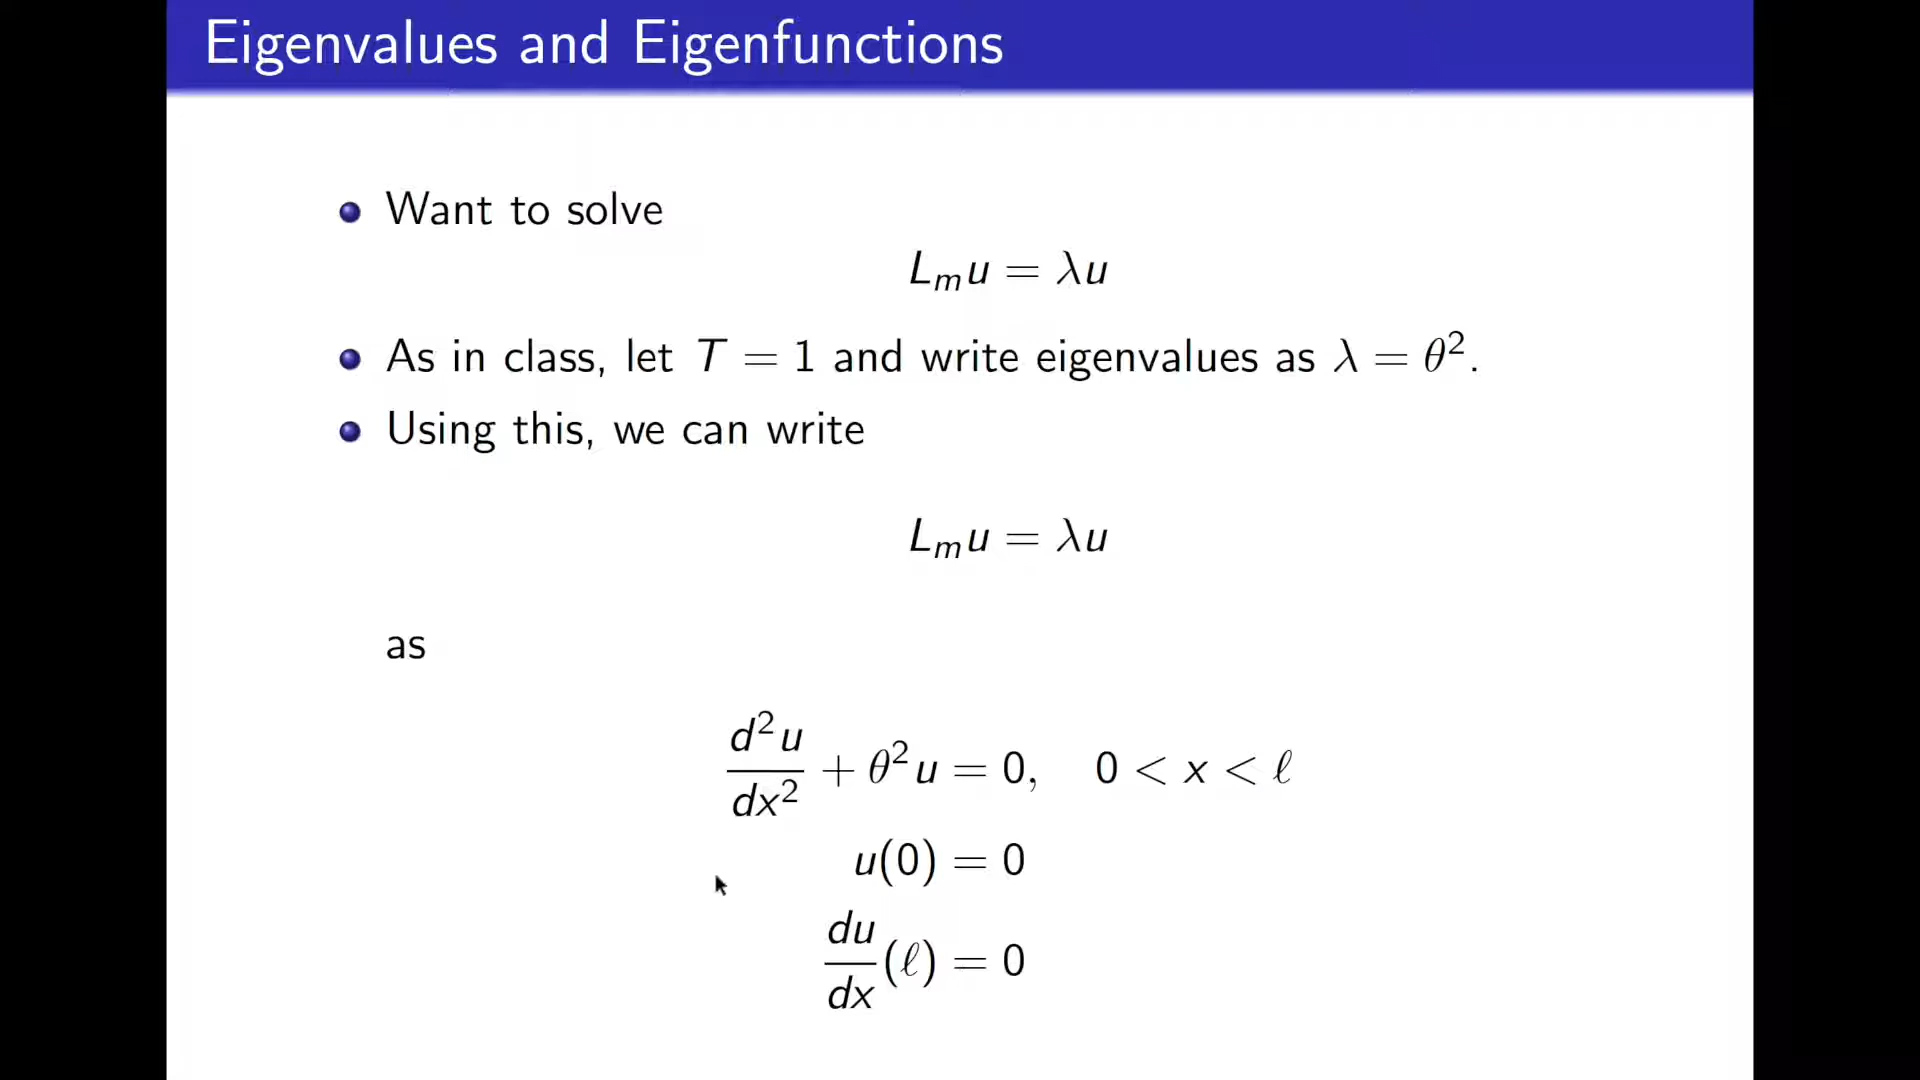 Eigenvalues and Eigenfunctions
Want to solve
L_m u = λu
As in class, let T = 1 and write eigenvalues as λ = θ².
Using this, we can write
L_m u = λu
as
d²u/dx² + θ²u = 0, 0 < x < ℓ
u(0) = 0
du/dx (ℓ) = 0